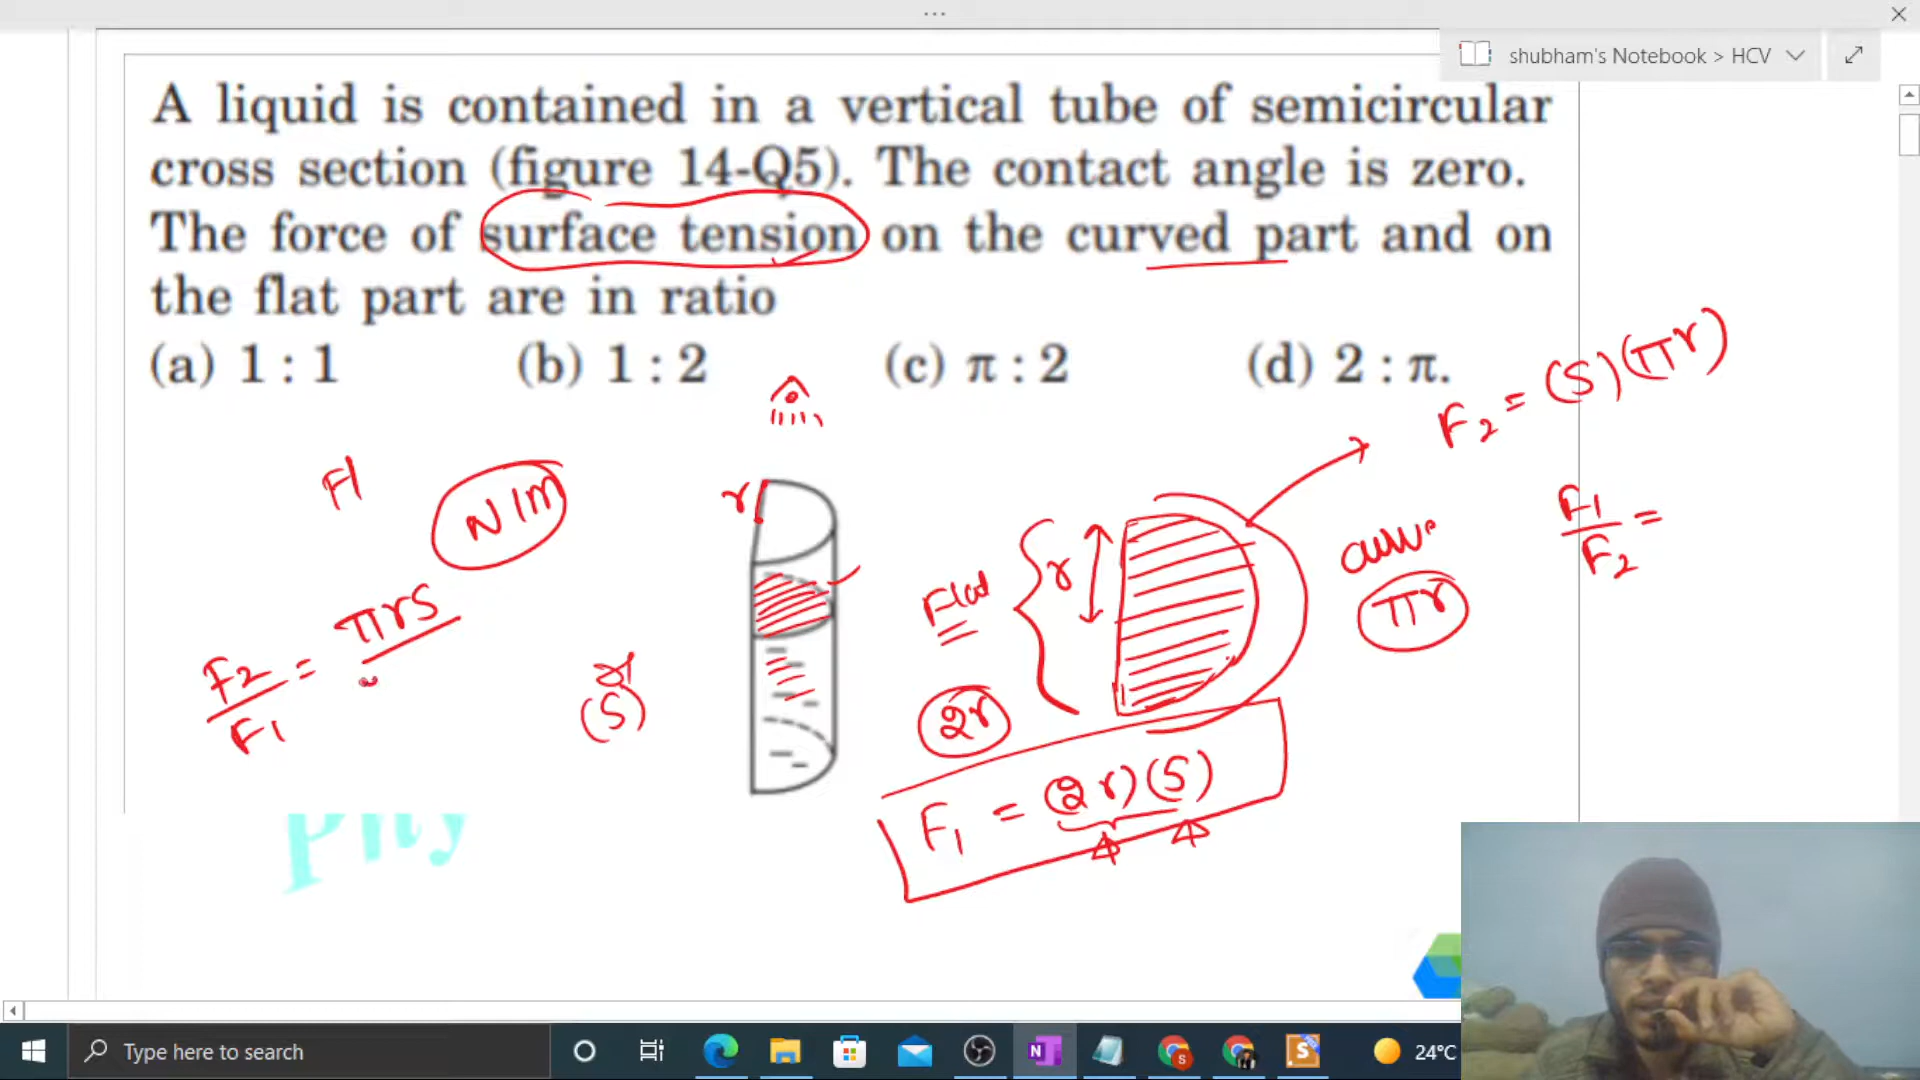 ...
shubham's Notebook > HCV
A liquid is contained in a vertical tube of semicircular
cross section (figure 14-Q5). The contact angle is zero.
The force of surface tension on the curved part and on
the flat part are in ratio
(a) 1 : 1 (b) 1 : 2 (c) π : 2 (d) 2 : π.
F₂ = (S)(πr)
F1
N/m
r
Flat
r
curv.
πr
F1/F2 =
F2/F1 = πrS
(S)
2r
F₁ = (2r)(S)
Phy
Type here to search
24°C